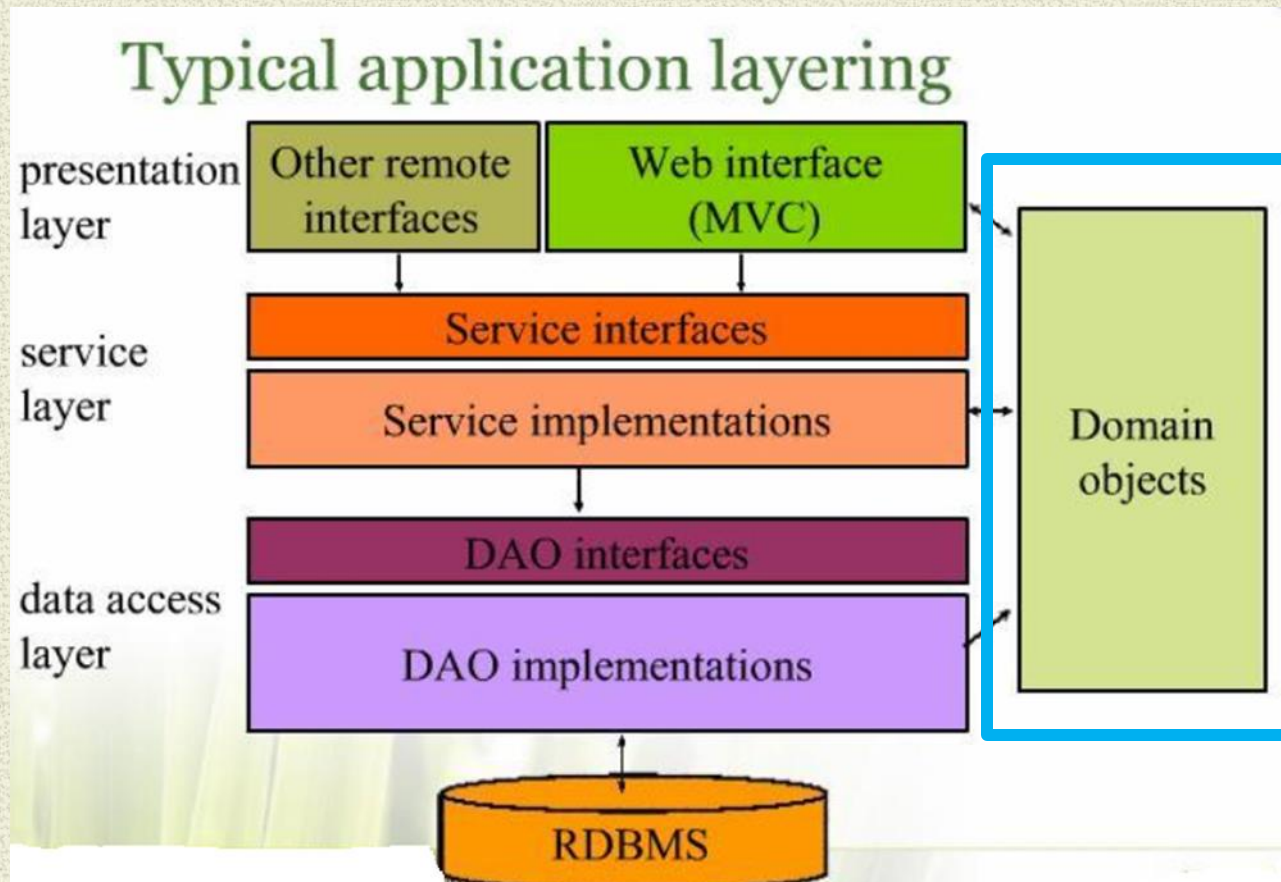 Typical application layering
presentation
layer
Other remote
interfaces
Web interface
(MVC)
service
layer
Service interfaces
Service implementations
Domain
objects
data access
layer
DAO interfaces
DAO implementations
RDBMS